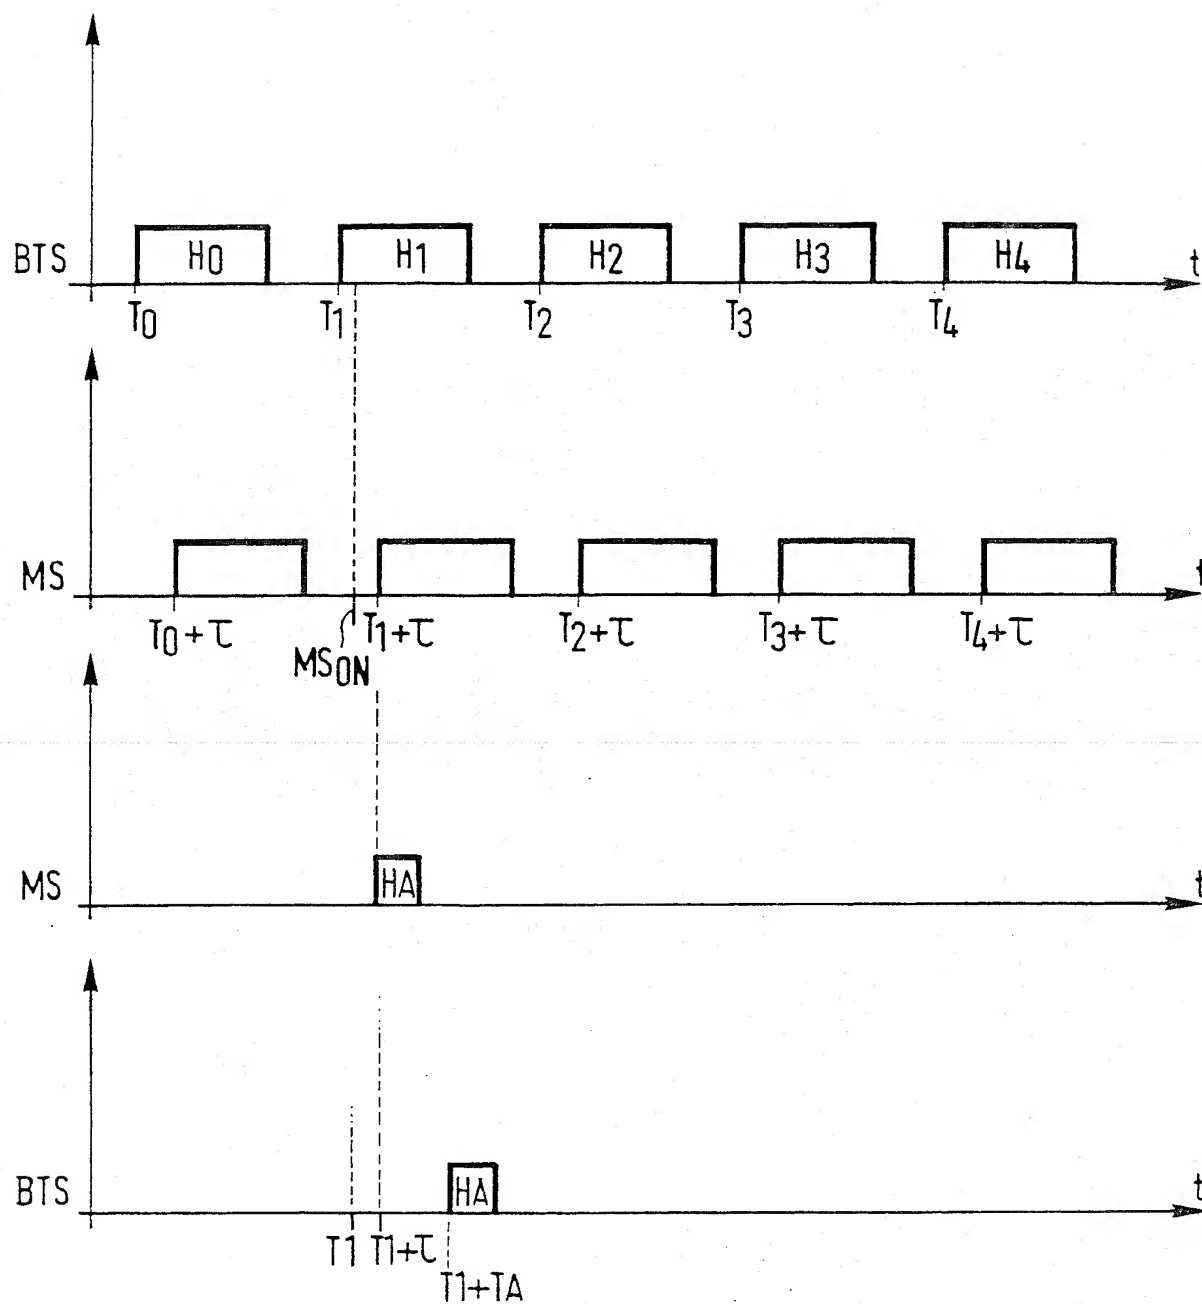 BTS H0 H1 H2 H3 H4 t
T0 T1 T2 T3 T4
MS t
T0+τ T1+τ T2+τ T3+τ T4+τ
MSON
MS HA t
BTS HA t
T1 T1+τ
T1+TA